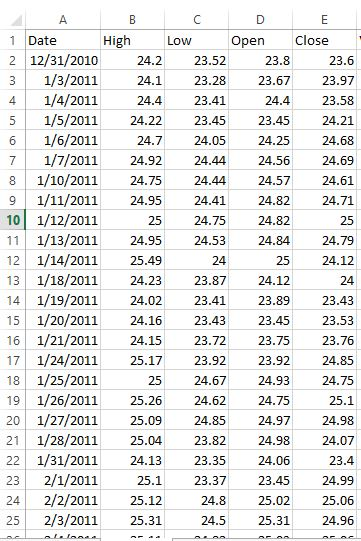 A B C D E
1 Date High Low Open Close
2 12/31/2010 24.2 23.52 23.8 23.6
3 1/3/2011 24.1 23.28 23.67 23.97
4 1/4/2011 24.4 23.41 24.4 23.58
5 1/5/2011 24.22 23.45 23.45 24.21
6 1/6/2011 24.7 24.05 24.25 24.68
7 1/7/2011 24.92 24.44 24.56 24.69
8 1/10/2011 24.75 24.44 24.57 24.61
9 1/11/2011 24.95 24.41 24.82 24.71
10 1/12/2011 25 24.75 24.82 25
11 1/13/2011 24.95 24.53 24.84 24.79
12 1/14/2011 25.49 24 25 24.12
13 1/18/2011 24.23 23.87 24.12 24
14 1/19/2011 24.02 23.41 23.89 23.43
15 1/20/2011 24.16 23.43 23.45 23.53
16 1/21/2011 24.15 23.72 23.75 23.76
17 1/24/2011 25.17 23.92 23.92 24.85
18 1/25/2011 25 24.67 24.93 24.75
19 1/26/2011 25.26 24.62 24.75 25.1
20 1/27/2011 25.09 24.85 24.97 24.98
21 1/28/2011 25.04 23.82 24.98 24.07
22 1/31/2011 24.13 23.35 24.06 23.4
23 2/1/2011 25.1 23.37 23.45 24.99
24 2/2/2011 25.12 24.8 25.02 25.06
25 2/3/2011 25.31 24.5 25.31 24.96